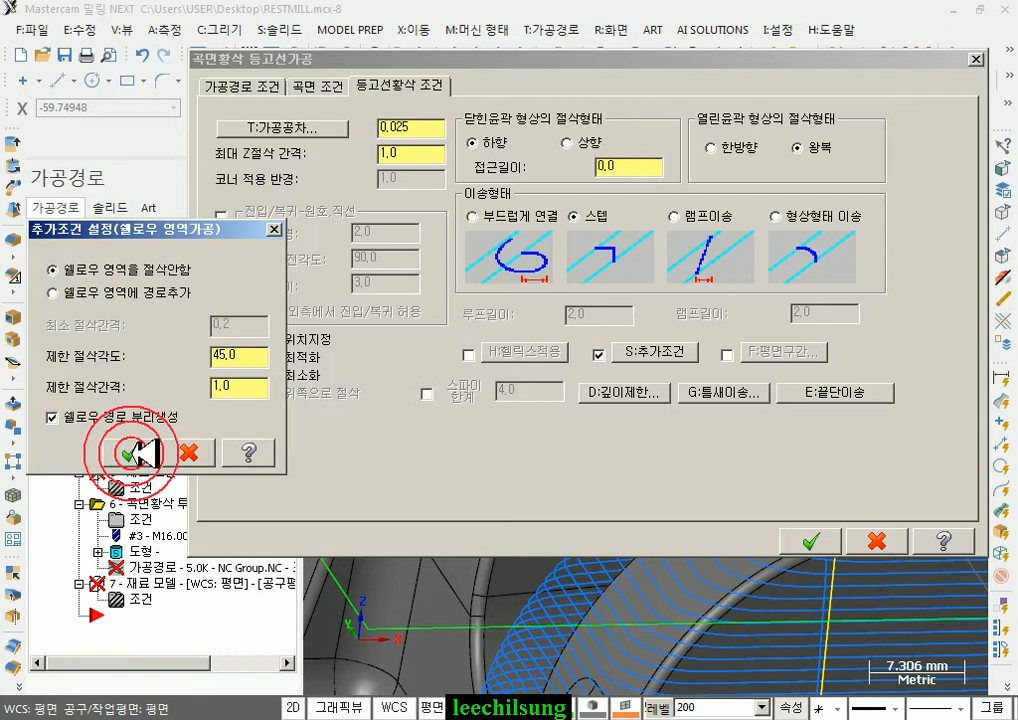 Mastercam 밀링 NEXT C:\Users\USER\Desktop\RESTMILL.mcx-8
F:파일 E:수정 V:뷰 A:측정 C:그리기 S:솔리드 MODEL PREP X:이동 M:머신 형태 T:가공경로 R:화면 ART AI SOLUTIONS I:설정 H:도움말
-59.74948
가공경로
가공경로 솔리드 Art
곡면황삭 등고선가공
가공경로 조건 곡면 조건 등고선황삭 조건
T:가공공차... 0.025
최대 Z절삭 간격: 1.0
코너 적용 반경: 1.0
진입/복귀-원호,직선
2.0
전각도: 90.0
3.0
외측에서 진입/복귀 허용
위치지정
최적화
최소화
위쪽으로 절삭
닫힌윤곽 형상의 절삭형태
하향 상향
접근길이: 0.0
열린윤곽 형상의 절삭형태
한방향 왕복
이송형태
부드럽게 연결 스텝 램프이송 형상형태 이송
루프길이: 2.0 램프길이: 2.0
H:헬릭스적용 S:추가조건 F:평면구간...
스파이
한계 4.0
D:깊이제한... G:틈새이송... E:끝단이송
추가조건 설정(쉘로우 영역가공)
쉘로우 영역을 절삭안함
쉘로우 영역에 경로추가
최소 절삭간격: 0.2
제한 절삭각도: 45.0
제한 절삭간격: 1.0
쉘로우 경로 분리생성
조건
6 - 곡면황삭 투
조건
#3 - M16.00
도형 -
가공경로 - 5.0K - NC Group.NC -
7 - 재료 모델 - [WCS: 평면] - [공구평
조건
Z
Y
X
7.306 mm
Metric
WCS: 평면 공구/작업평면: 평면 2D 그래픽뷰 WCS 평면 leechilsung 레벨 200 속성 그룹